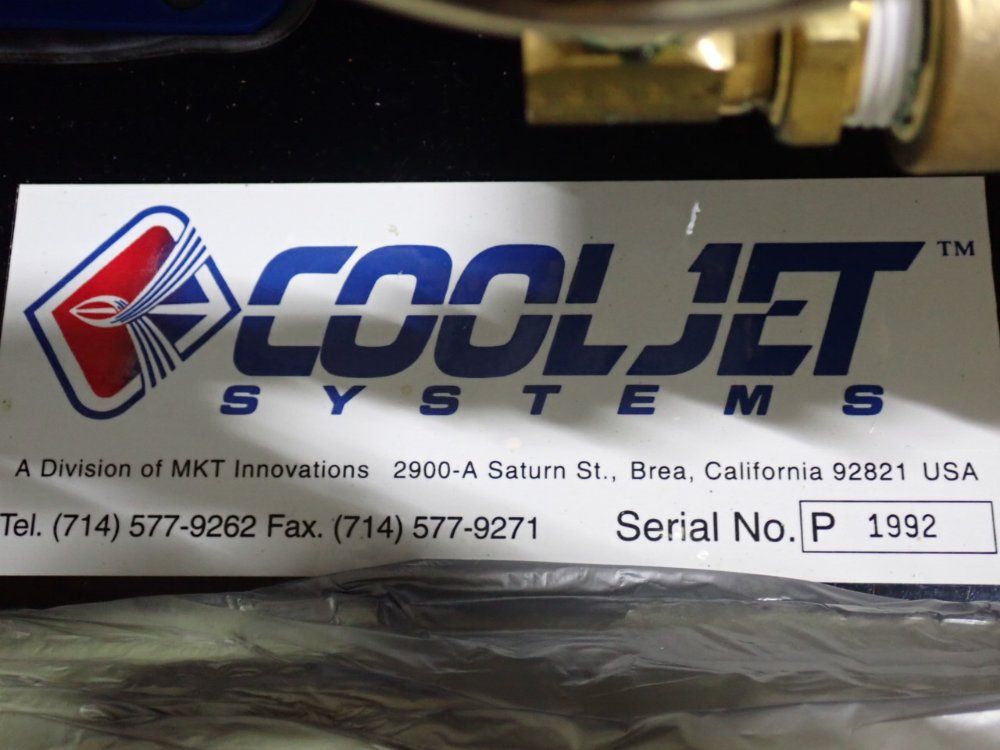 COOLJET™
SYSTEMS
A Division of MKT Innovations 2900-A Saturn St., Brea, California 92821 USA
Tel. (714) 577-9262 Fax. (714) 577-9271 Serial No. P 1992